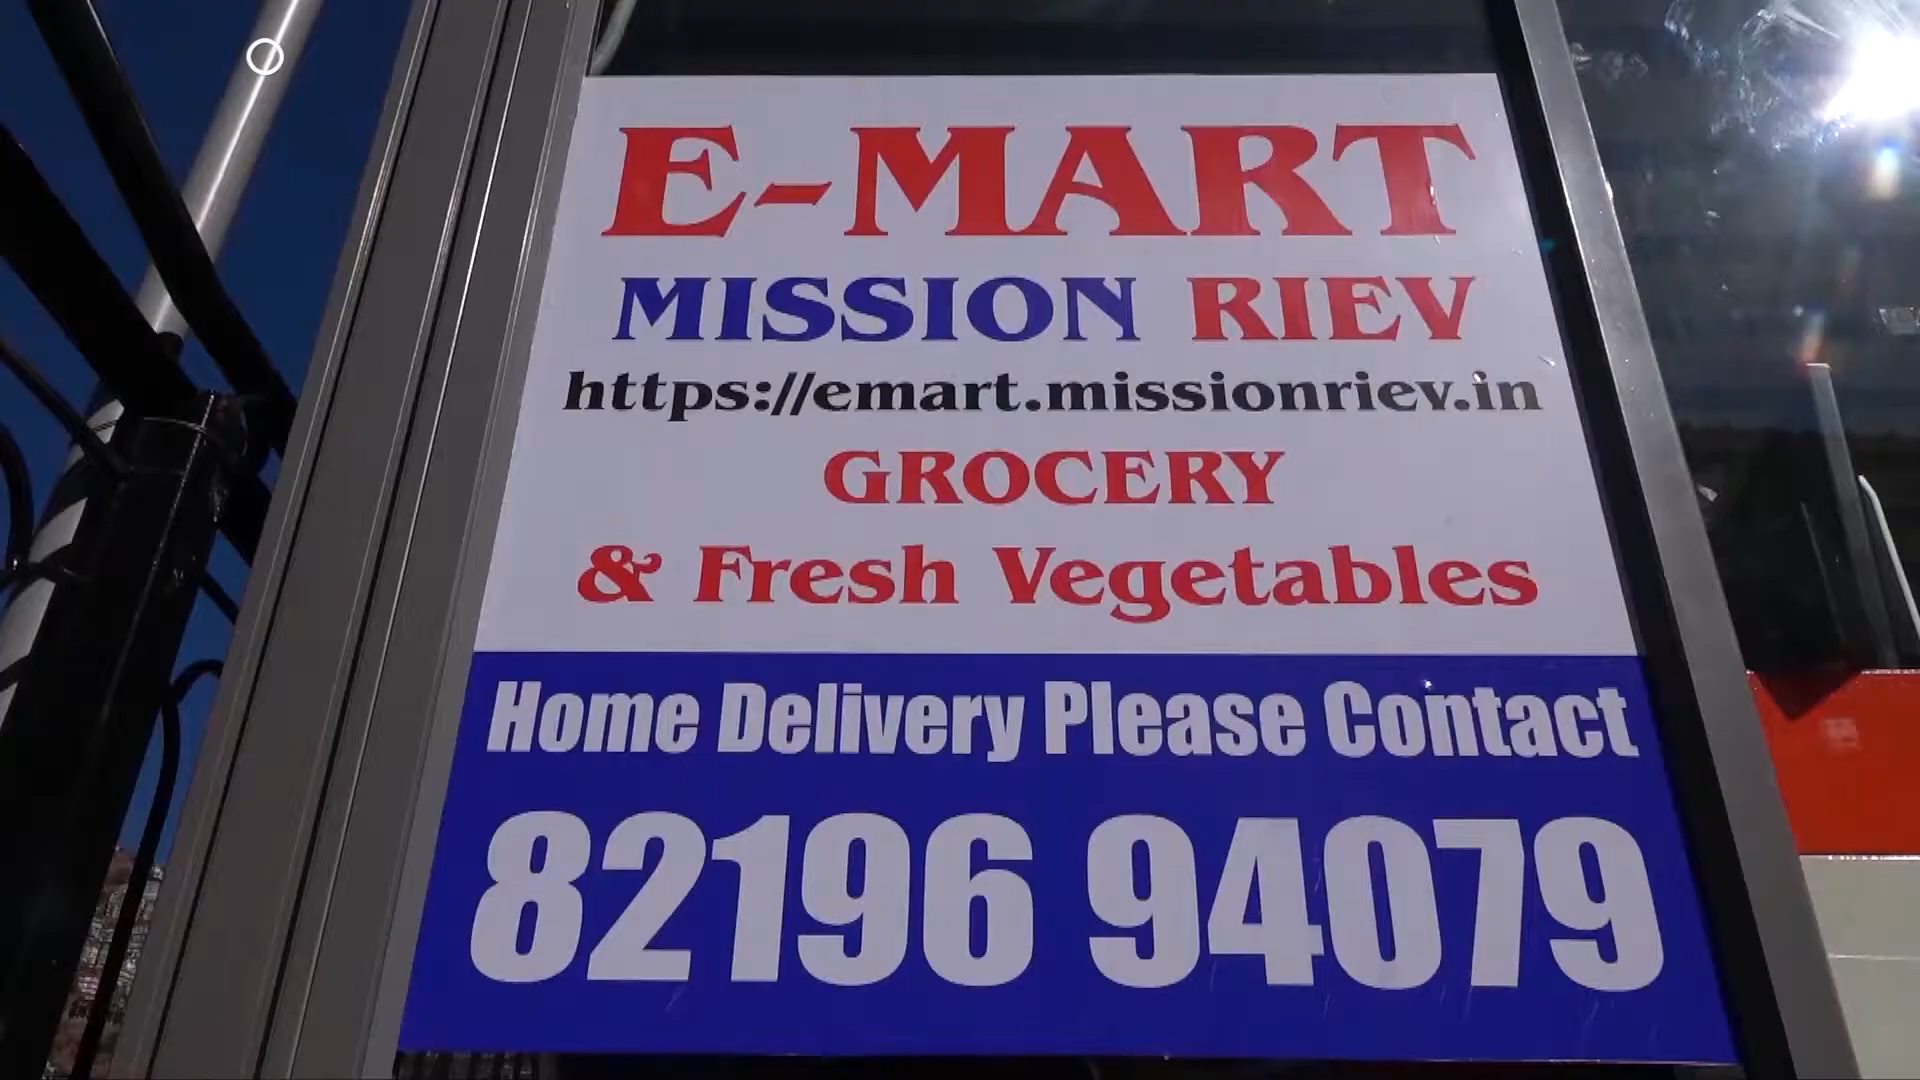 E-MART
MISSION RIEV
https://emart.missionriev.in
GROCERY
& Fresh Vegetables
Home Delivery Please Contact
82196 94079